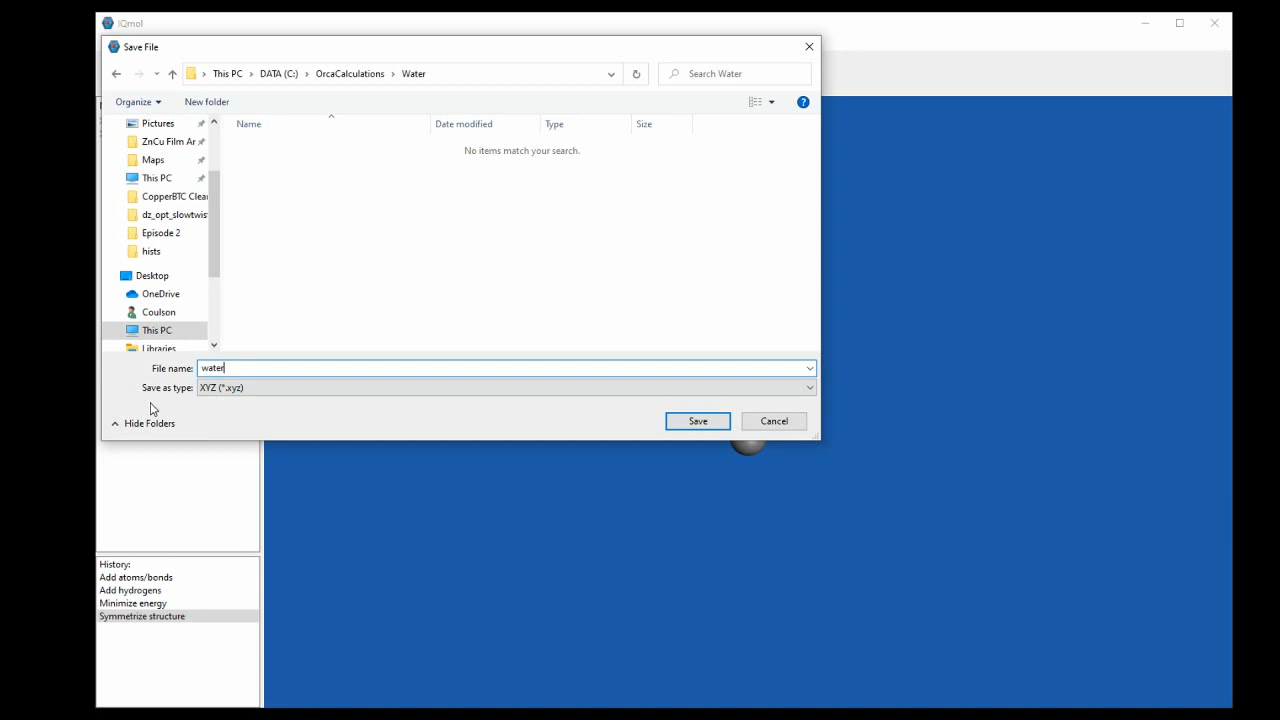 IQmol
Save File
This PC > DATA (C:) > OrcaCalculations > Water
Search Water
Organize
New folder
Name
Date modified
Type
Size
No items match your search.
Pictures
ZnCu Film Ar
Maps
This PC
CopperBTC Clear
dz_opt_slowtwis
Episode 2
hists
Desktop
OneDrive
Coulson
This PC
Libraries
File name: water
Save as type: XYZ (*.xyz)
Hide Folders
Save
Cancel
History:
Add atoms/bonds
Add hydrogens
Minimize energy
Symmetrize structure